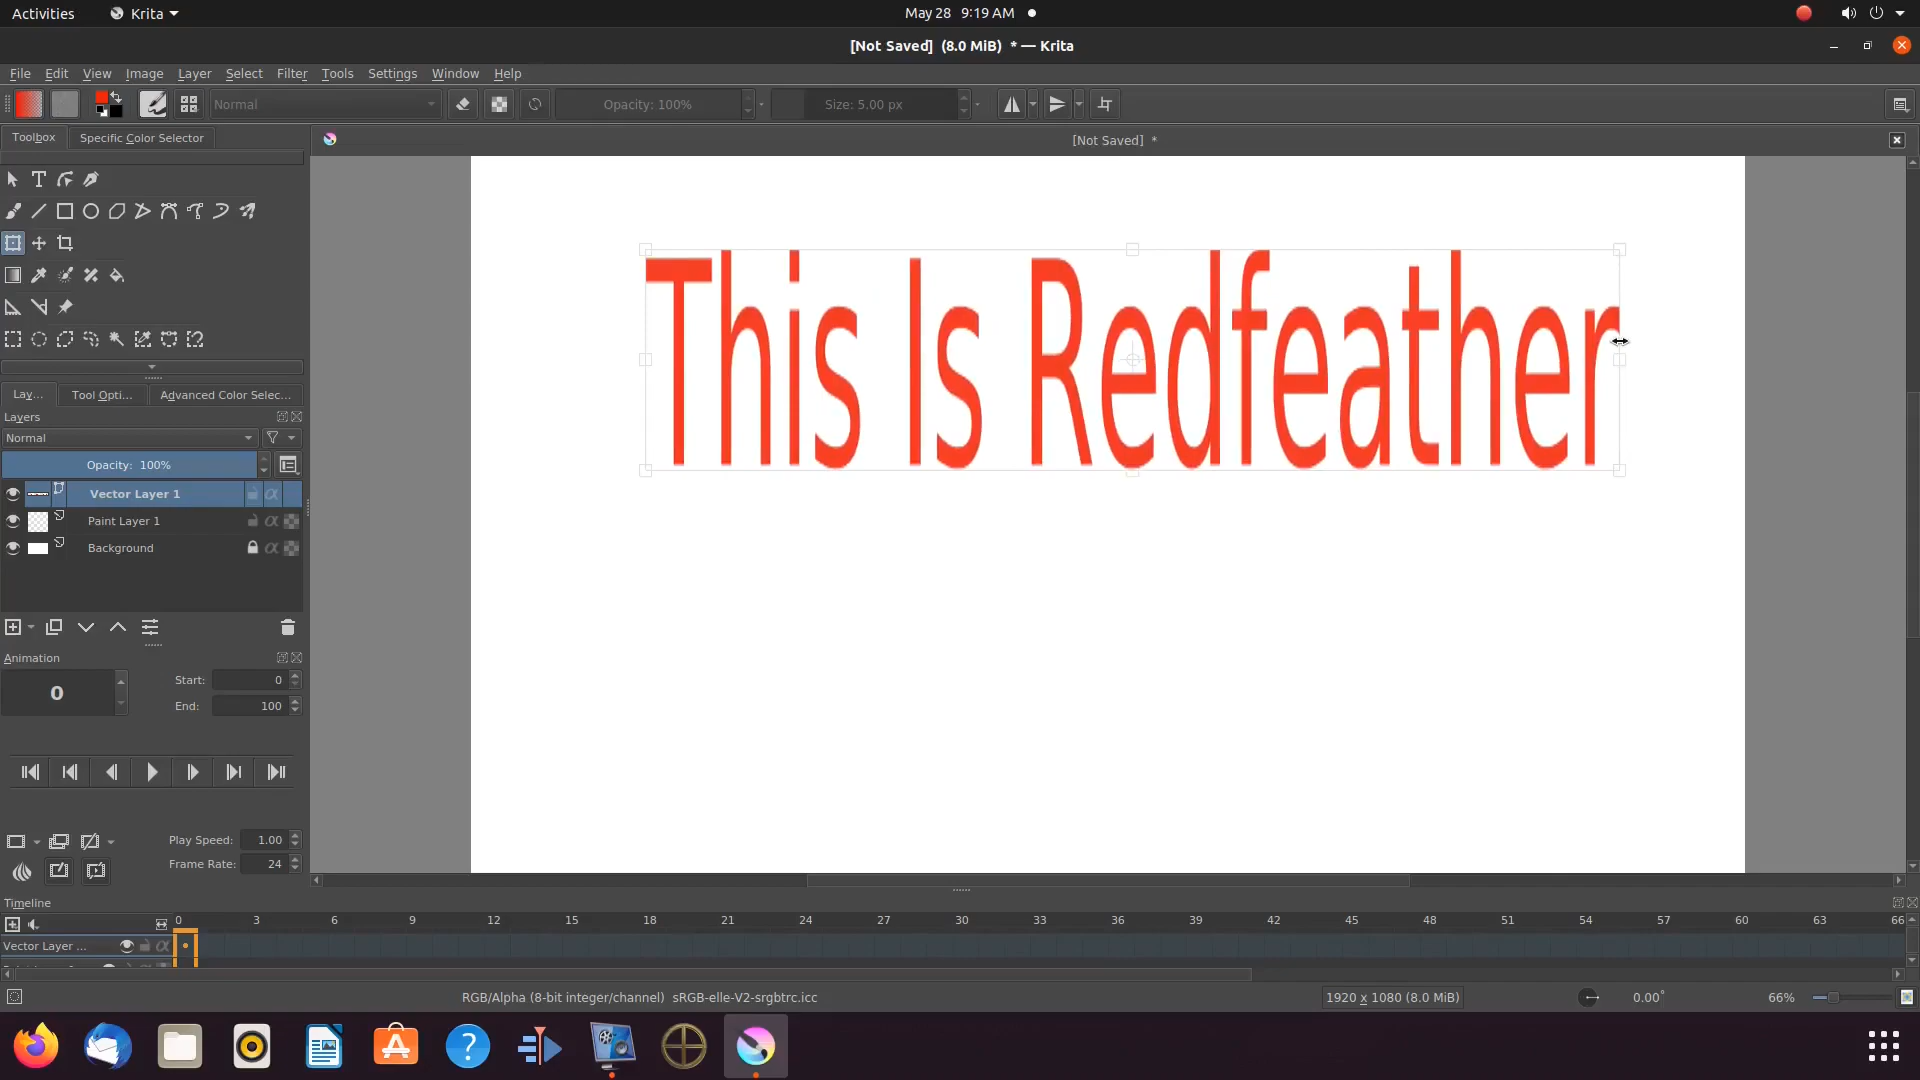 Activities
Krita
May 28 9:19 AM
[Not Saved] (8.0 MiB) * — Krita
File Edit View Image Layer Select Filter Tools Settings Window Help
Normal
Opacity: 100%
Size: 5.00 px
Toolbox
Specific Color Selector
[Not Saved] *
This Is Redfeather
Lay...
Tool Opti...
Advanced Color Selec...
Layers
Normal
Opacity: 100%
Vector Layer 1
Paint Layer 1
Background
Animation
0
Start: 0
End: 100
Play Speed: 1.00
Frame Rate: 24
Timeline
0 3 6 9 12 15 18 21 24 27 30 33 36 39 42 45 48 51 54 57 60 63 66
Vector Layer ...
RGB/Alpha (8-bit integer/channel) sRGB-elle-V2-srgbtrc.icc
1920 x 1080 (8.0 MiB)
0.00°
66%